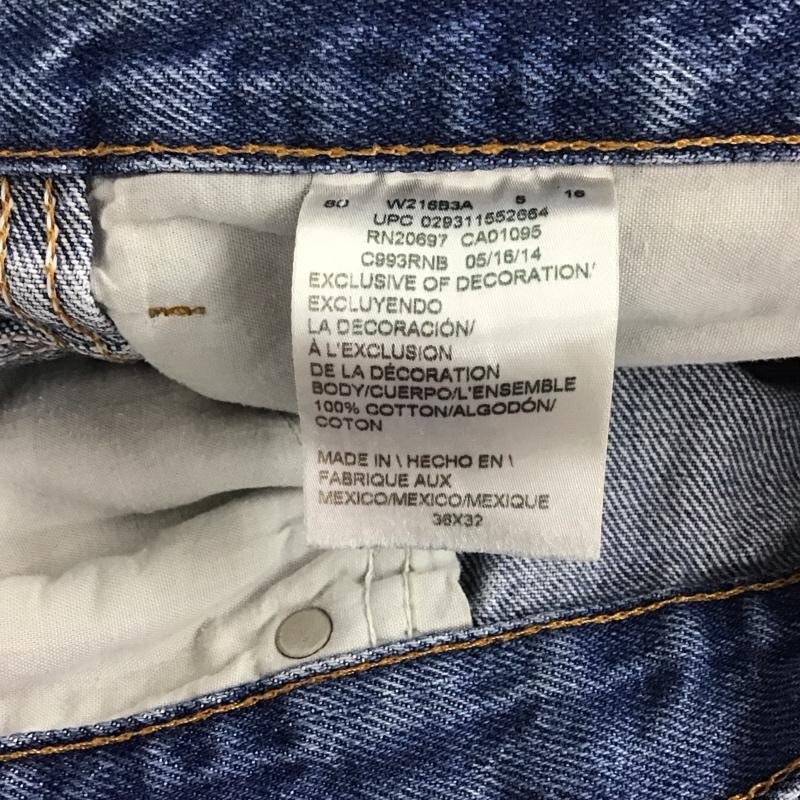 80 W216B3A 5 16
UPC 029311552664
RN20697 CA01095
C993RNB 05/16/14
EXCLUSIVE OF DECORATION/
EXCLUYENDO
LA DECORACIÓN/
À L'EXCLUSION
DE LA DÉCORATION
BODY/CUERPO/L'ENSEMBLE
100% COTTON/ALGODÓN/
COTON
MADE IN \ HECHO EN \
FABRIQUE AUX
MEXICO/MEXICO/MEXIQUE
36X32